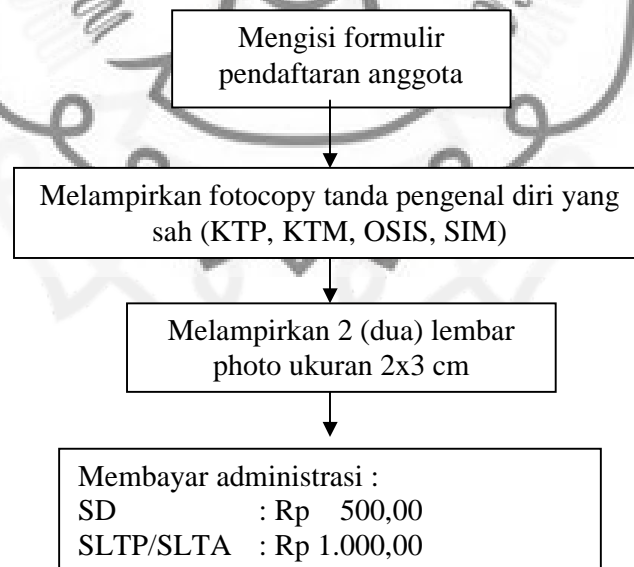 Mengisi formulir
pendaftaran anggota
Melampirkan fotocopy tanda pengenal diri yang
sah (KTP, KTM, OSIS, SIM)
Melampirkan 2 (dua) lembar
photo ukuran 2x3 cm
Membayar administrasi :
SD : Rp 500,00
SLTP/SLTA : Rp 1.000,00